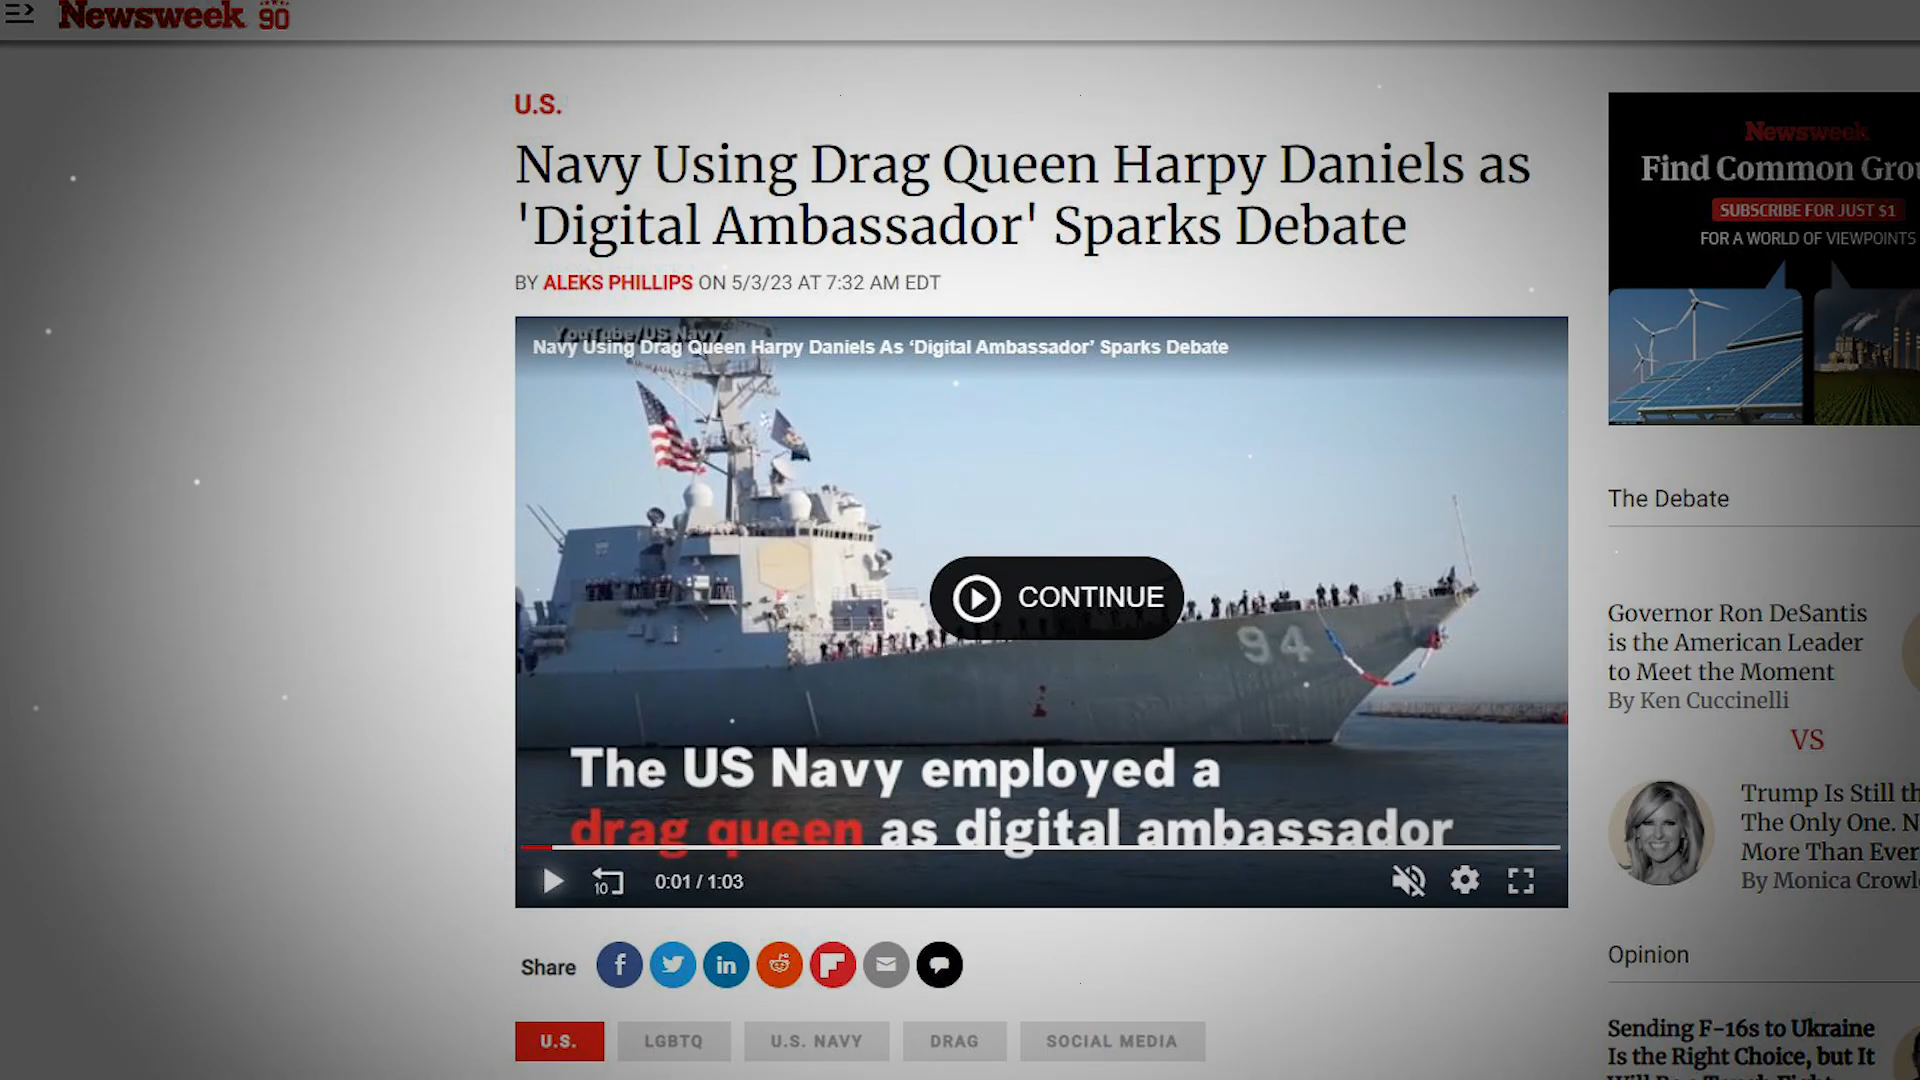 Newsweek 90
U.S.
Navy Using Drag Queen Harpy Daniels as
'Digital Ambassador' Sparks Debate
BY ALEKS PHILLIPS ON 5/3/23 AT 7:32 AM EDT
YouTube/US Navy
Navy Using Drag Queen Harpy Daniels As ‘Digital Ambassador’ Sparks Debate
CONTINUE
94
The US Navy employed a
drag queen as digital ambassador
10
0:01 / 1:03
Share
U.S.
LGBTQ
U.S. NAVY
DRAG
SOCIAL MEDIA
Newsweek
Find Common Grou
SUBSCRIBE FOR JUST $1
FOR A WORLD OF VIEWPOINTS
The Debate
Governor Ron DeSantis
is the American Leader
to Meet the Moment
By Ken Cuccinelli
VS
Trump Is Still th
The Only One. N
More Than Ever
By Monica Crowl
Opinion
Sending F-16s to Ukraine
Is the Right Choice, but It